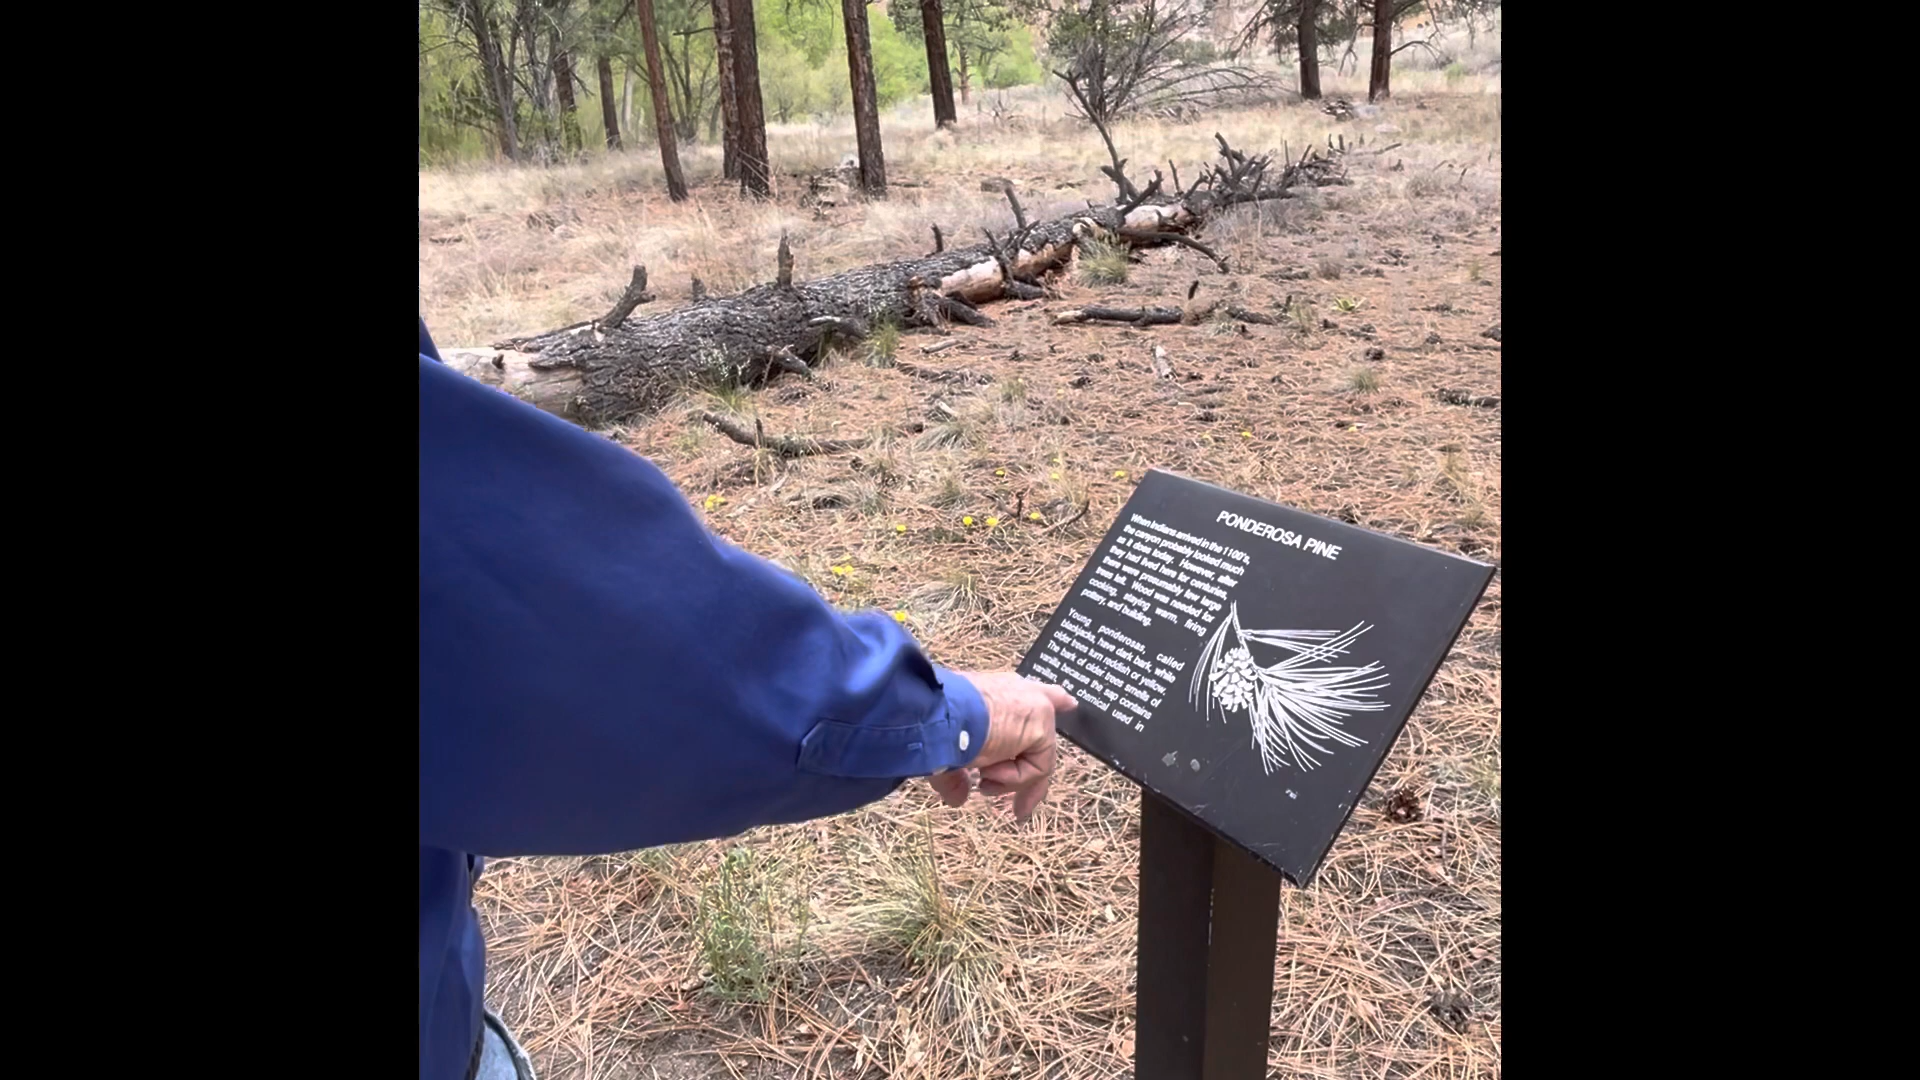 PONDEROSA PINE
When Indians arrived in the 1100's,
the canyon probably looked much
as it does today. However, after
they had lived here for centuries,
there were presumably few large
trees left. Wood was needed for
cooking, staying warm, firing
pottery, and building.
Young ponderosas, called
blackjacks, have dark bark, while
older trees turn reddish or yellow.
The bark of older trees smells of
vanilla because the sap contains
vanillan, the chemical used in